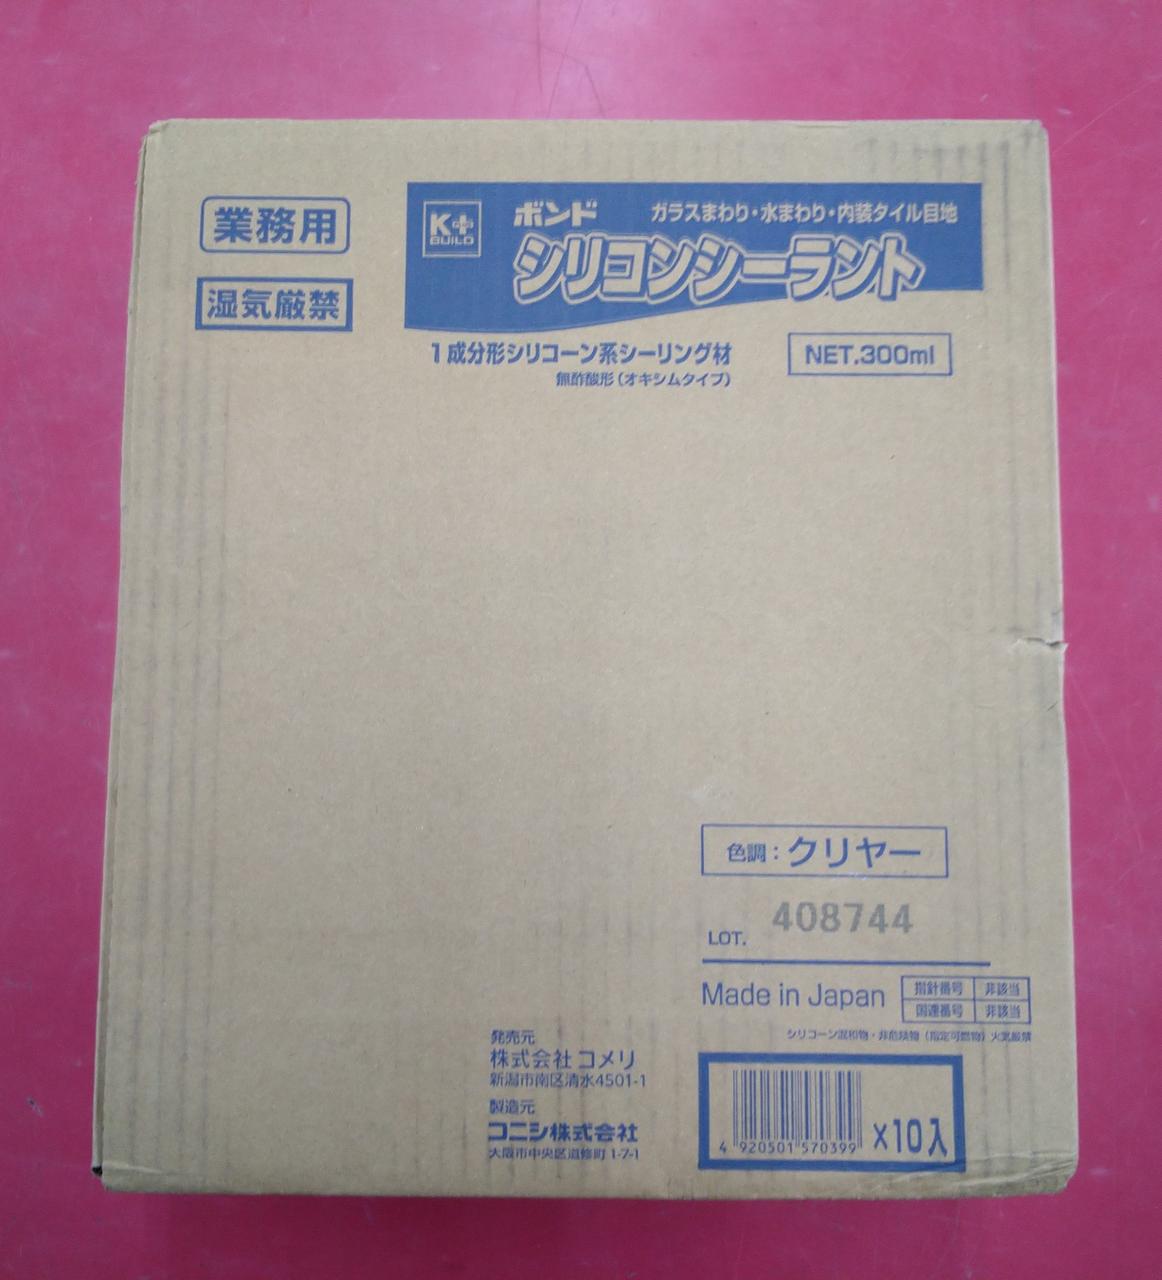 業務用
湿気厳禁
K+
BUILD
ボンド
ガラスまわり・水まわり・内装タイル目地
シリコンシーラント
1成分形シリコーン系シーリング材
無酢酸形(オキシムタイプ)
NET.300ml
色調：クリヤー
LOT. 408744
Made in Japan
指針番号 非該当
国連番号 非該当
シリコーン混和物・非危険物（指定可燃物）火気厳禁
発売元
株式会社 コメリ
新潟市南区清水4501-1
製造元
コニシ株式会社
大阪市中央区道修町 1-7-1
4 920501 570399
×10入